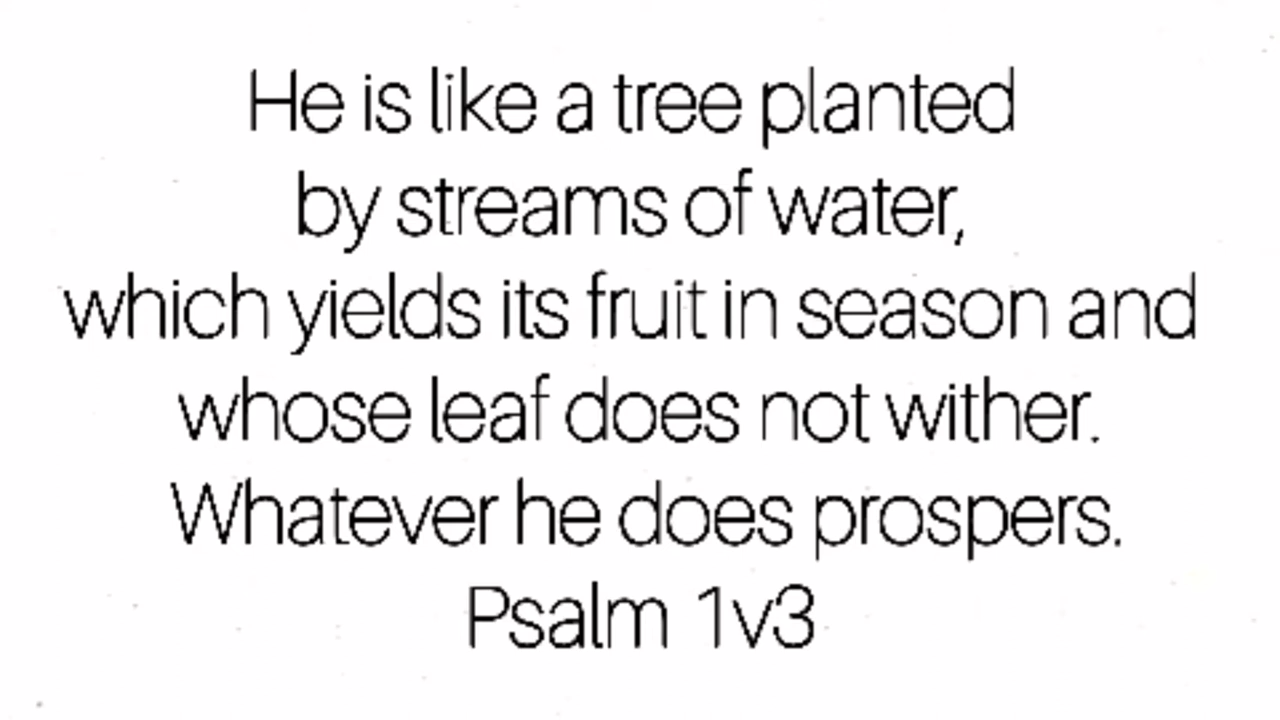 He is like a tree planted
by streams of water,
which yields its fruit in season and
whose leaf does not wither.
Whatever he does prospers.
Psalm 1v3